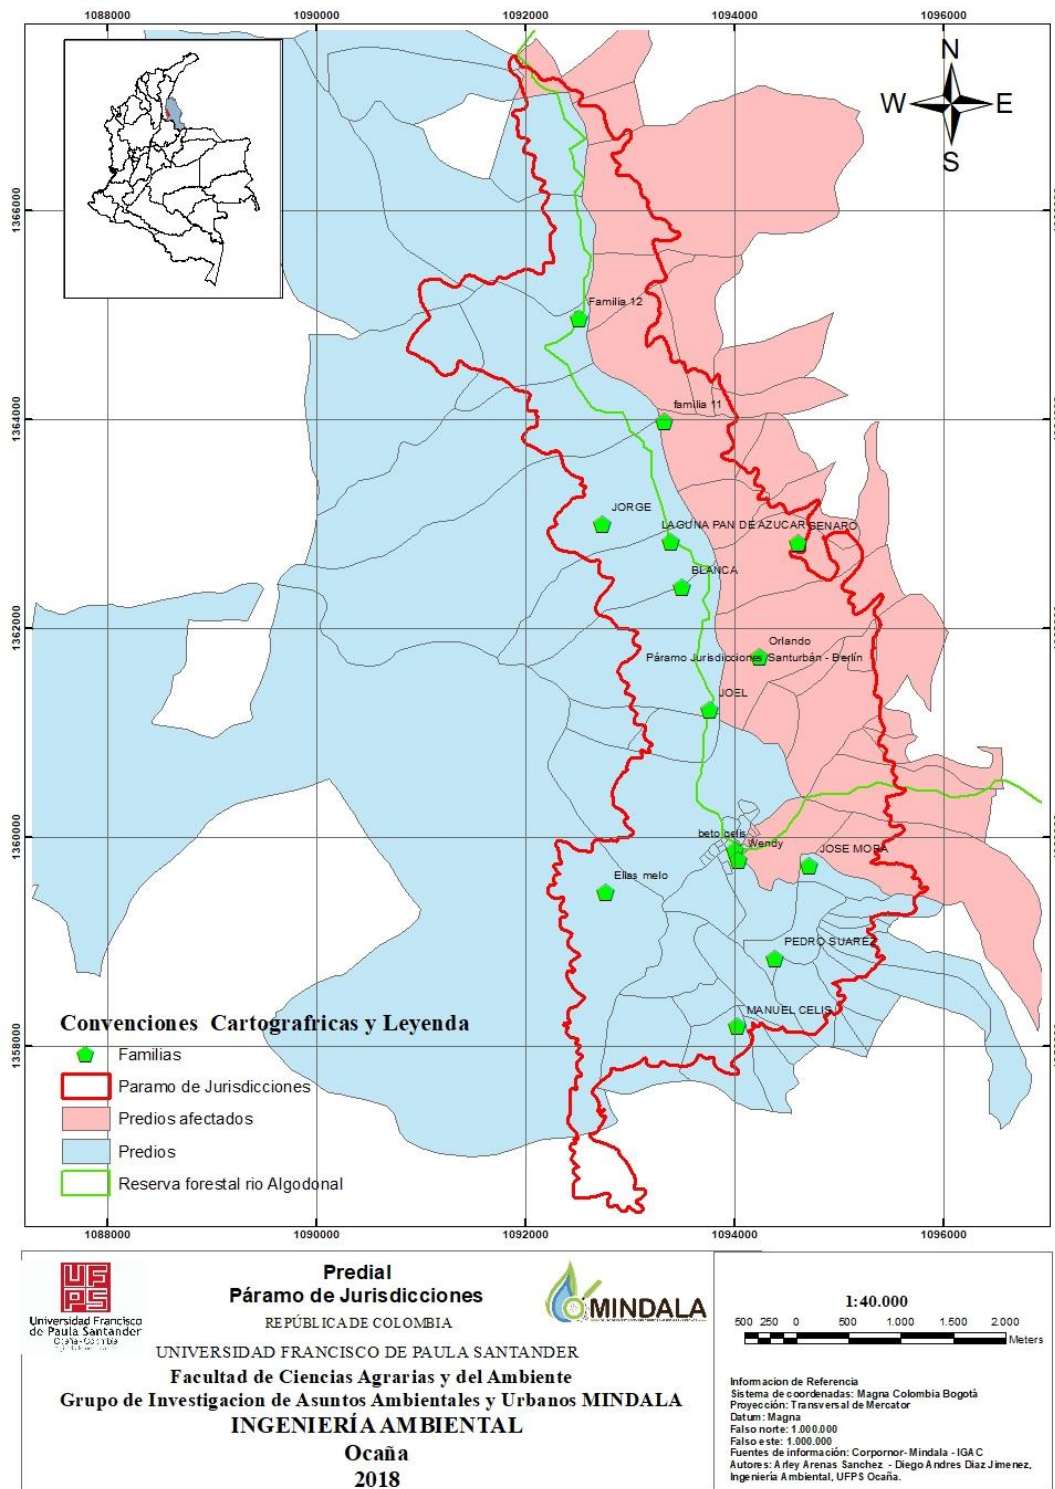 1088000 1090000 1092000 1094000 1096000
N
W E
S
1366000
1364000
1362000
1360000
1358000
Familia 12
familia 11
JORGE
LAGUNA PAN DE AZUCAR GENARO
BLANCA
Orlando
Páramo Jurisdicciones Santurbán - Berlín
JOEL
beto celis
Wendy
JOSE MORA
Elias melo
PEDRO SUAREZ
MANUEL CELIS
Convenciones Cartografricas y Leyenda
Familias
Paramo de Jurisdicciones
Predios afectados
Predios
Reserva forestal rio Algodonal
1088000 1090000 1092000 1094000 1096000
UFPS
Universidad Francisco
de Paula Santander
Ocaña - Colombia
Predial
Páramo de Jurisdicciones
REPÚBLICA DE COLOMBIA
MINDALA
UNIVERSIDAD FRANCISCO DE PAULA SANTANDER
Facultad de Ciencias Agrarias y del Ambiente
Grupo de Investigacion de Asuntos Ambientales y Urbanos MINDALA
INGENIERÍA AMBIENTAL
Ocaña
2018
1:40.000
500 250 0 500 1.000 1.500 2.000
Meters
Informacion de Referencia
Sistema de coordenadas: Magna Colombia Bogotá
Proyección: Transversal de Mercator
Datum: Magna
Falso norte: 1.000.000
Falso este: 1.000.000
Fuentes de información: Corpornor- Mindala - IGAC
Autores: Arley Arenas Sanchez - Diego Andres Diaz Jimenez,
Ingeniería Ambiental, UFPS Ocaña.